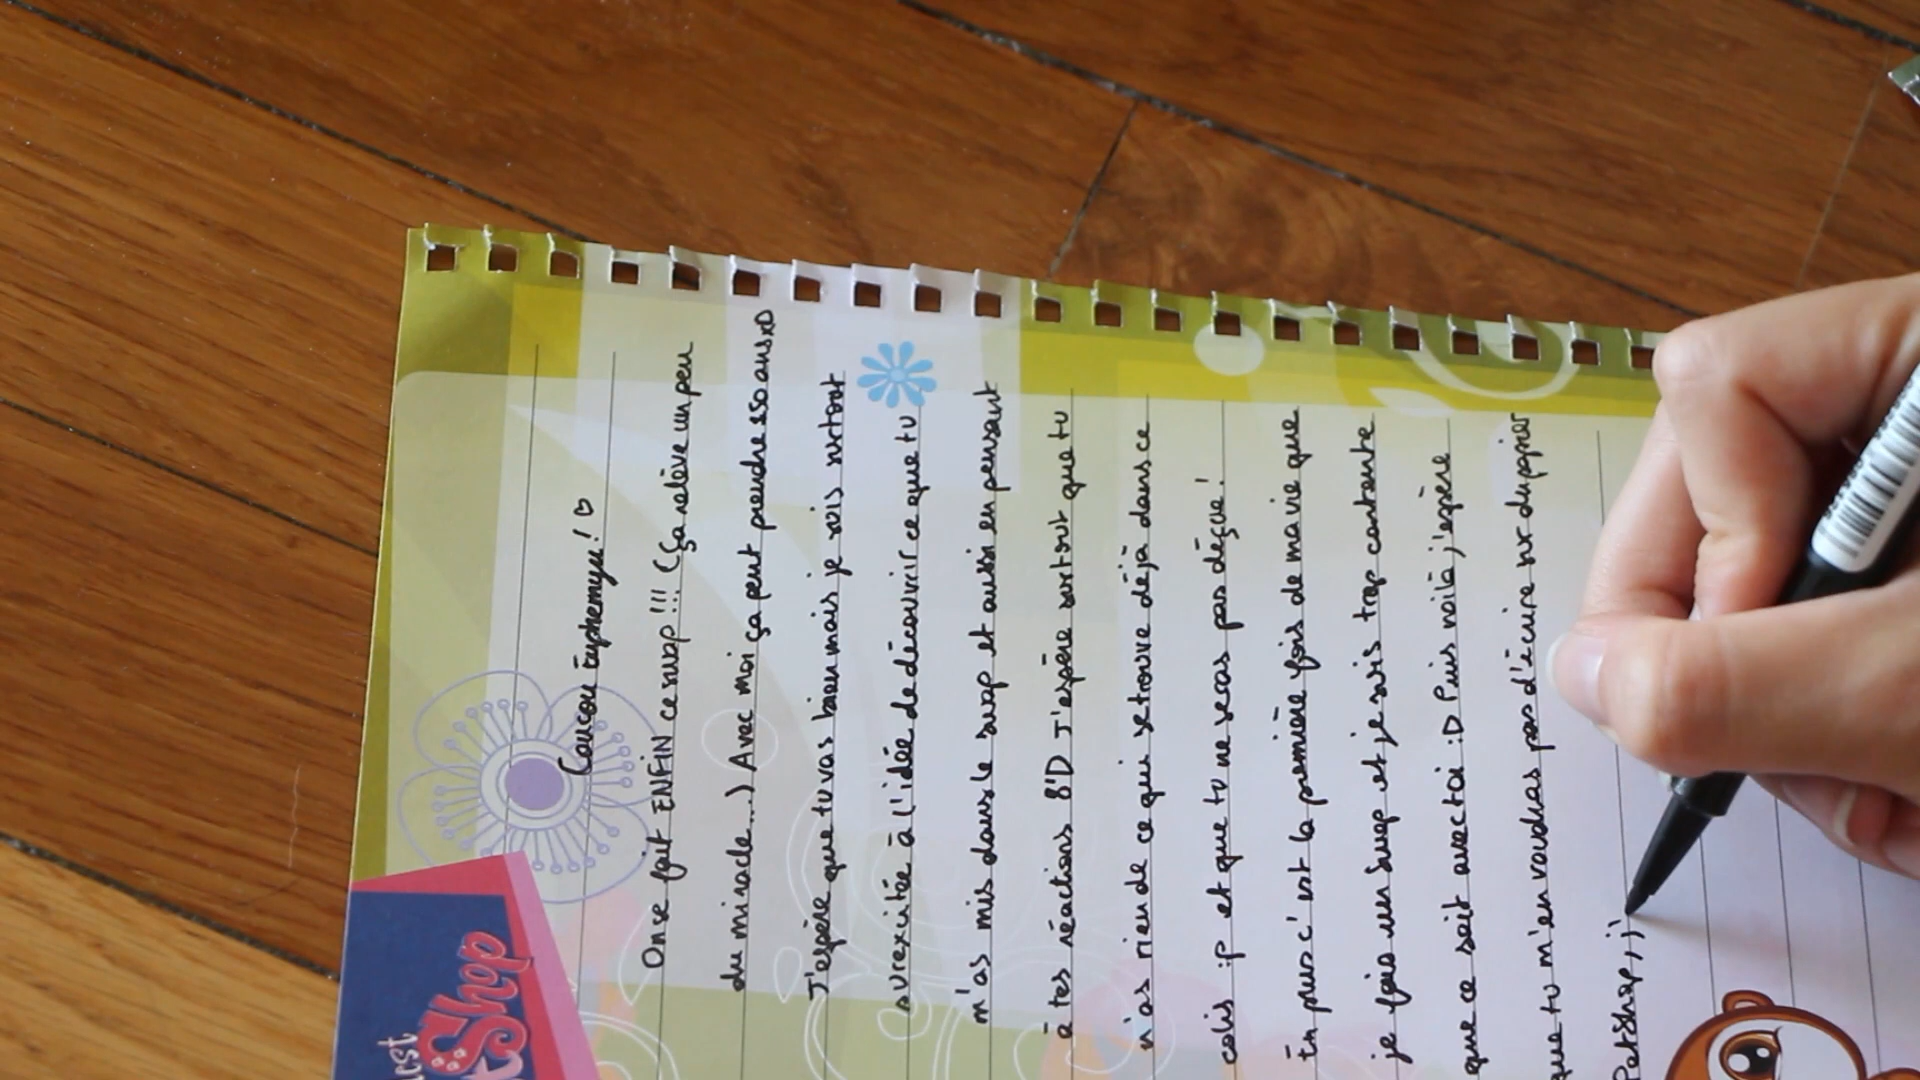 Coucou Euphemya! ♡
On se fait ENFIN ce swap!!! (Ça relève un peu
du miracle...) Avec moi ça peut prendre 550 ans xD
J'espère que tu vas bien mais je suis surtout
surexcitée à l'idée de découvrir ce que tu
m'as mis dans le swap et aussi en pensant
à tes réactions 8'D J'espère surtout que tu
n'as rien de ce qui se trouve déjà dans ce
colis :p et que tu ne seras pas déçue!
En plus c'est la première fois de ma vie que
je fais un swap et je suis trop contente
que ce soit avec toi :D Puis voilà, j'espère
que tu m'en voudras pas d'écrire sur du papier
Petshop, j'
est
tShop